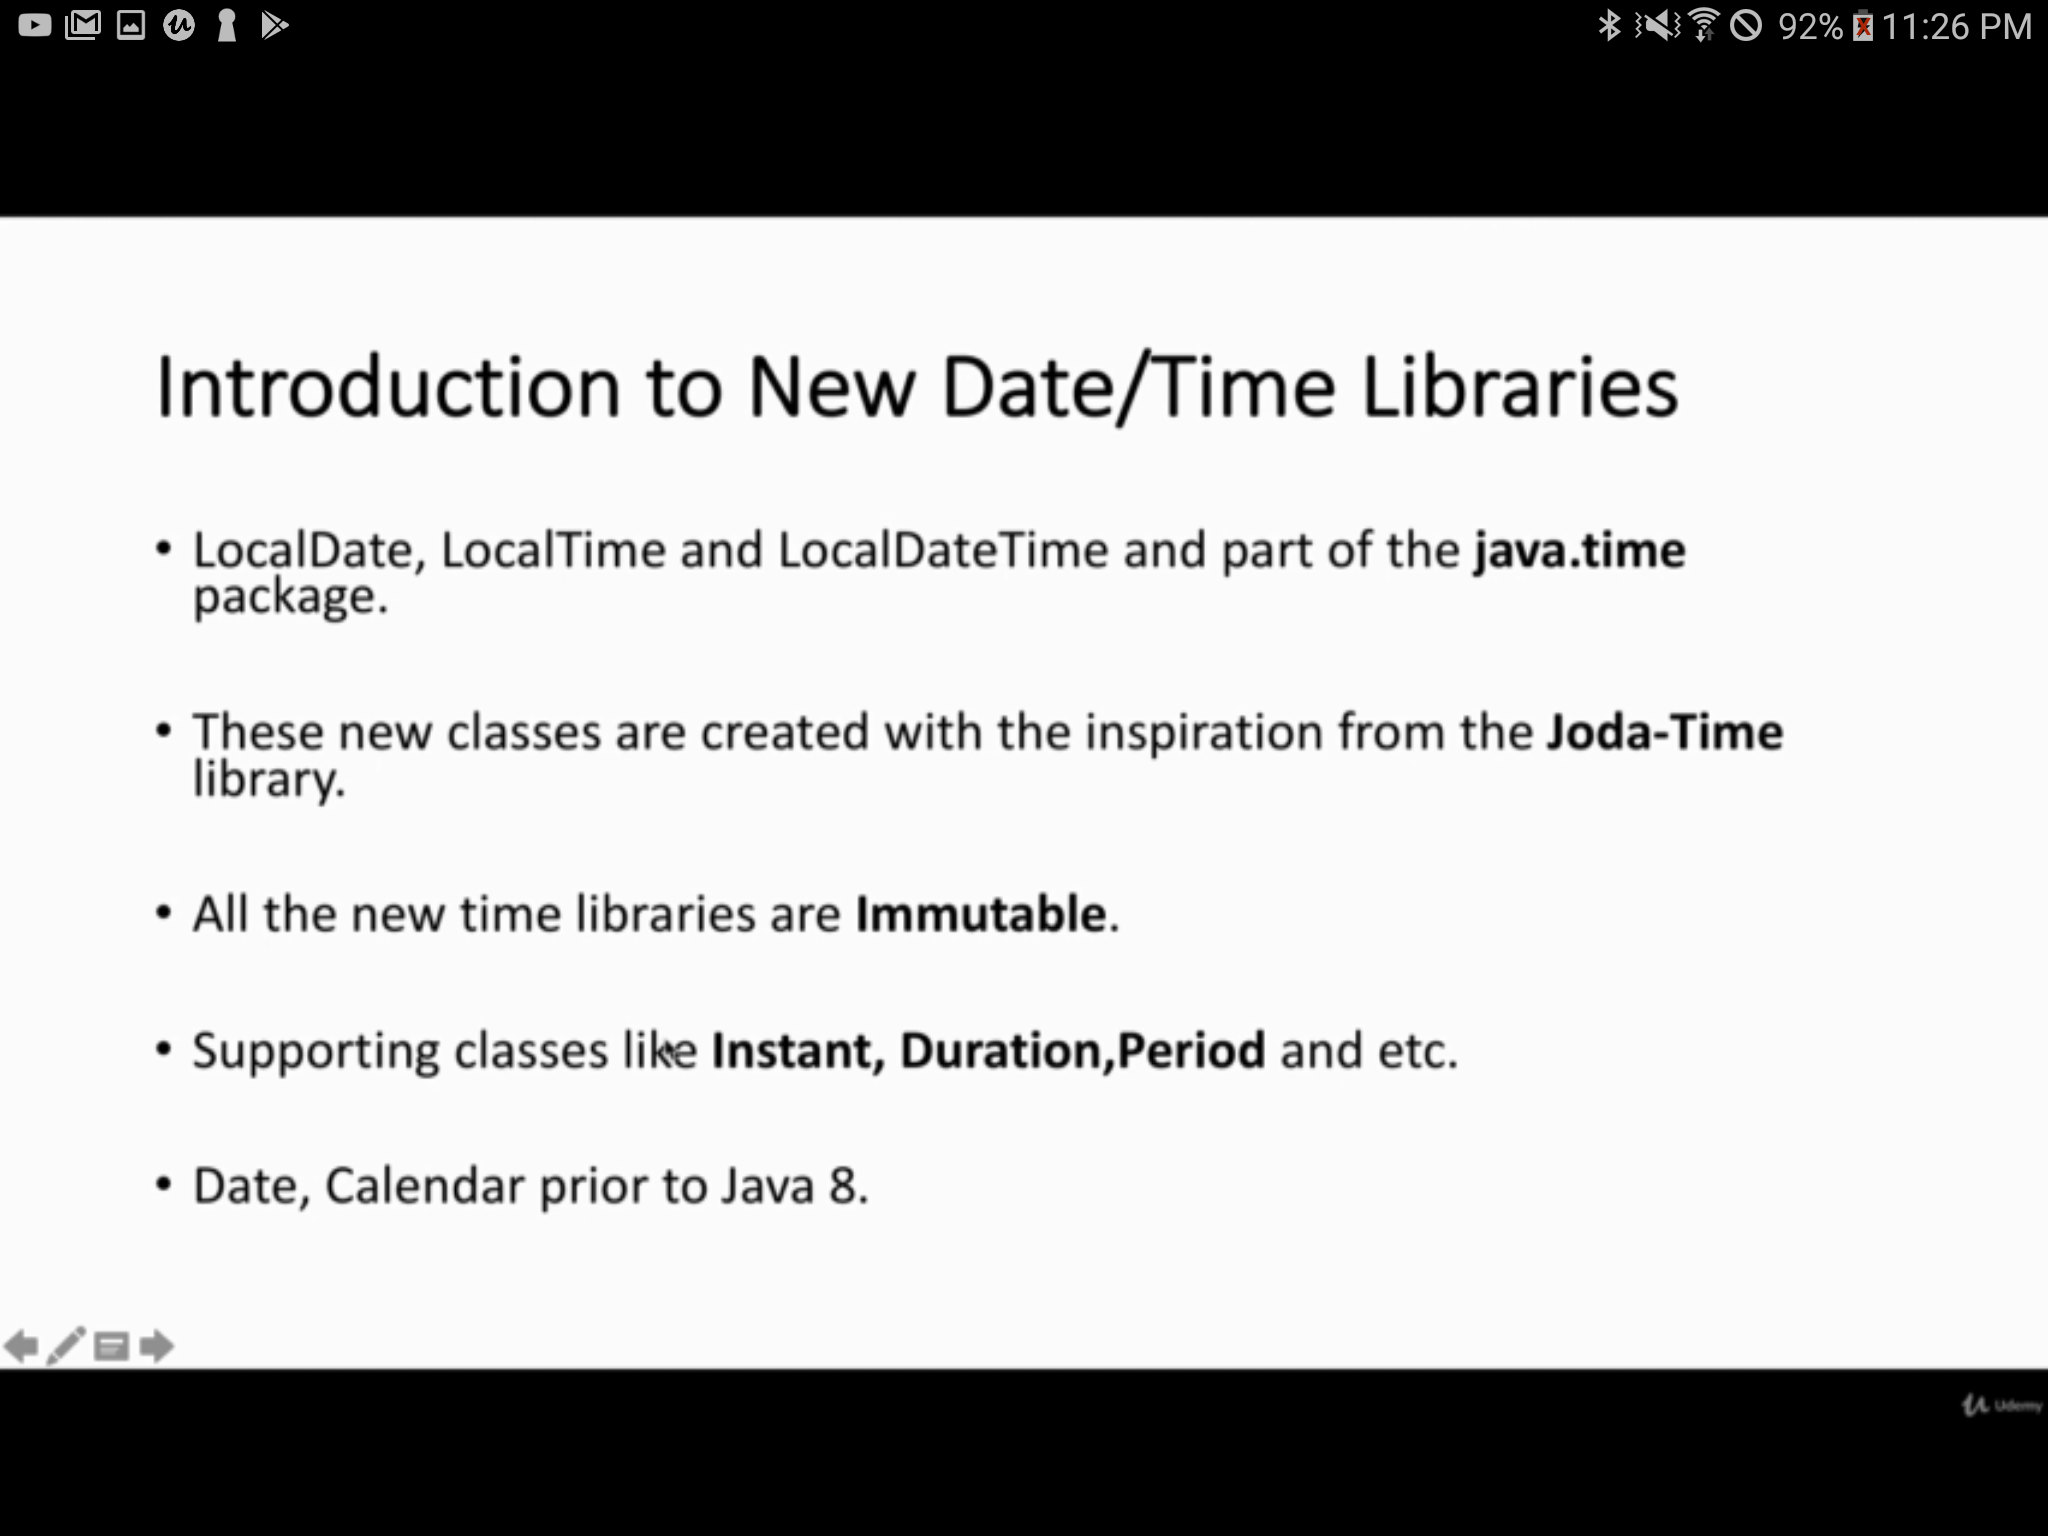 92% 11:26 PM
Introduction to New Date/Time Libraries
• LocalDate, LocalTime and LocalDateTime and part of the java.time
package.
• These new classes are created with the inspiration from the Joda-Time
library.
• All the new time libraries are Immutable.
• Supporting classes like Instant, Duration,Period and etc.
• Date, Calendar prior to Java 8.
Udemy